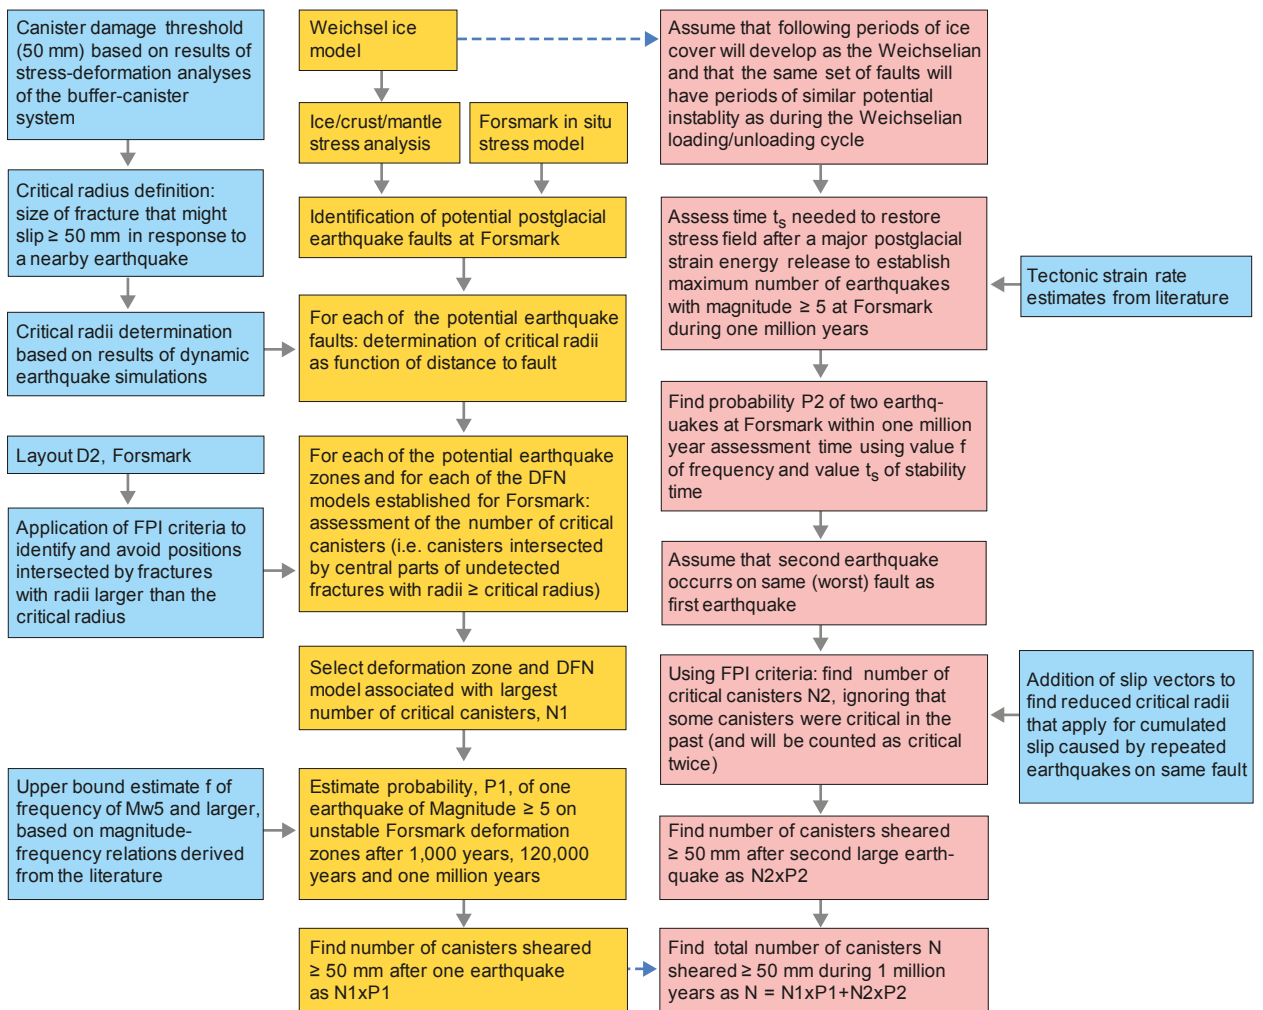 Canister damage threshold
(50 mm) based on results of
stress-deformation analyses
of the buffer-canister
system
Critical radius definition:
size of fracture that might
slip ≥ 50 mm in response to
a nearby earthquake
Critical radii determination
based on results of dynamic
earthquake simulations
Layout D2, Forsmark
Application of FPI criteria to
identify and avoid positions
intersected by fractures
with radii larger than the
critical radius
Upper bound estimate f of
frequency of Mw5 and larger,
based on magnitude-
frequency relations derived
from the literature
Weichsel ice
model
Ice/crust/mantle
stress analysis
Forsmark in situ
stress model
Identification of potential postglacial
earthquake faults at Forsmark
For each of the potential earthquake
faults: determination of critical radii
as function of distance to fault
For each of the potential earthquake
zones and for each of the DFN
models established for Forsmark:
assessment of the number of critical
canisters (i.e. canisters intersected
by central parts of undetected
fractures with radii ≥ critical radius)
Select deformation zone and DFN
model associated with largest
number of critical canisters, N1
Estimate probability, P1, of one
earthquake of Magnitude ≥ 5 on
unstable Forsmark deformation
zones after 1,000 years, 120,000
years and one million years
Find number of canisters sheared
≥ 50 mm after one earthquake
as N1xP1
Assume that following periods of ice
cover will develop as the Weichselian
and that the same set of faults will
have periods of similar potential
instablity as during the Weichselian
loading/unloading cycle
Assess time tₛ needed to restore
stress field after a major postglacial
strain energy release to establish
maximum number of earthquakes
with magnitude ≥ 5 at Forsmark
during one million years
Find probability P2 of two earthq-
uakes at Forsmark within one million
year assessment time using value f
of frequency and value tₛ of stability
time
Assume that second earthquake
occurrs on same (worst) fault as
first earthquake
Using FPI criteria: find number of
critical canisters N2, ignoring that
some canisters were critical in the
past (and will be counted as critical
twice)
Find number of canisters sheared
≥ 50 mm after second large earth-
quake as N2xP2
Find total number of canisters N
sheared ≥ 50 mm during 1 million
years as N = N1xP1+N2xP2
Tectonic strain rate
estimates from literature
Addition of slip vectors to
find reduced critical radii
that apply for cumulated
slip caused by repeated
earthquakes on same fault